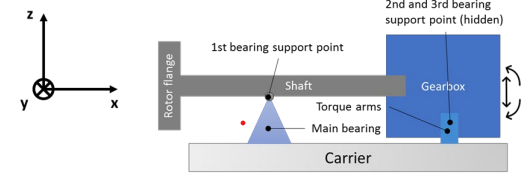 2nd and 3rd bearing
support point (hidden)
z
1st bearing support point
Rotor flange
Shaft
Gearbox
y
x
Torque arms
Main bearing
Carrier